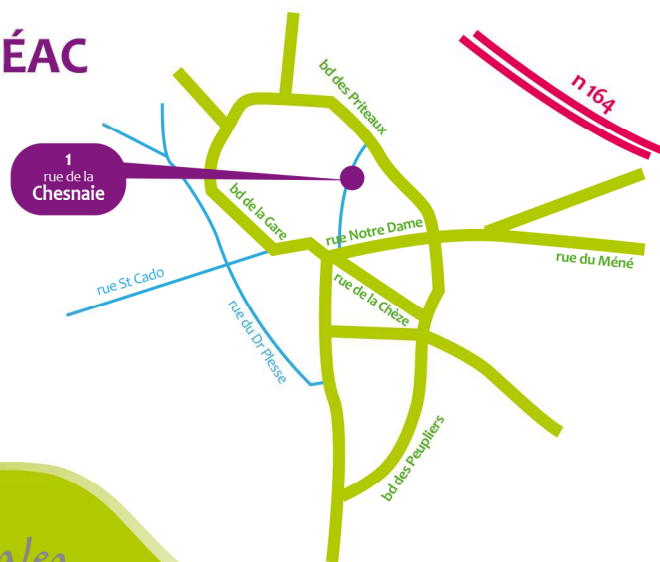 ÉAC
bd des Priteaux
n 164
1
rue de la
Chesnaie
bd de la Gare
rue Notre Dame
rue du Méné
rue St Cado
rue de la Chèze
rue du Dr Plesse
bd des Peupliers